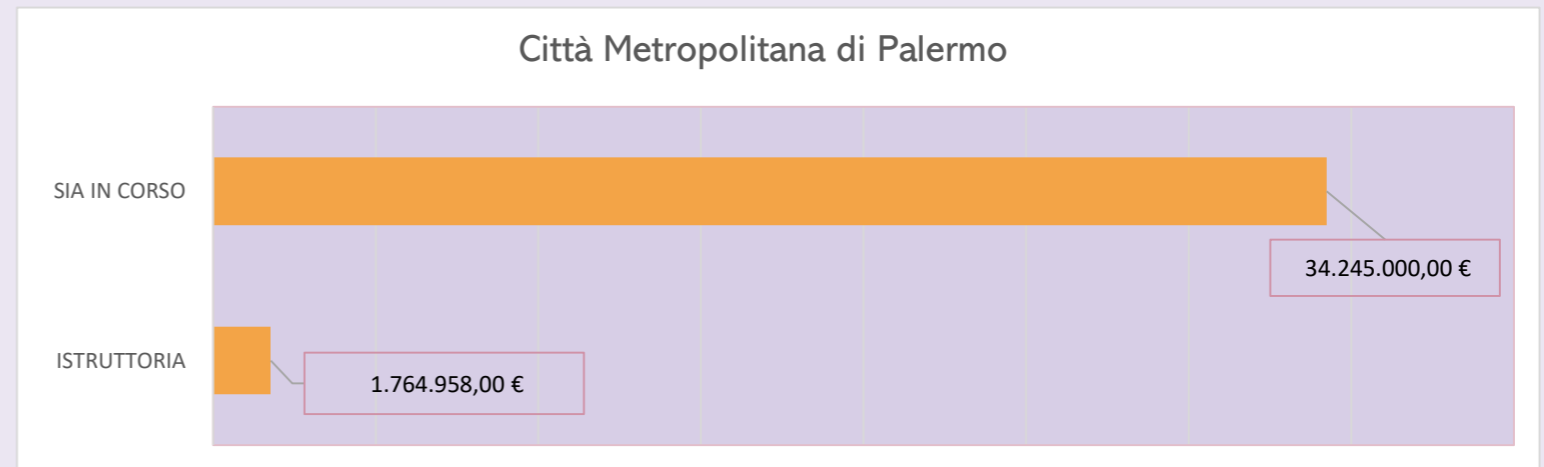 Città Metropolitana di Palermo
SIA IN CORSO
34.245.000,00 €
ISTRUTTORIA
1.764.958,00 €